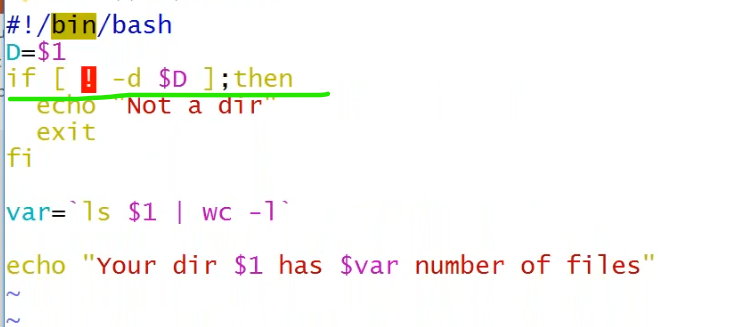 #!/bin/bash
D=$1
if [ ! -d $D ];then
  echo "Not a dir"
  exit
fi
var=`ls $1 | wc -l`
echo "Your dir $1 has $var number of files"
~
~